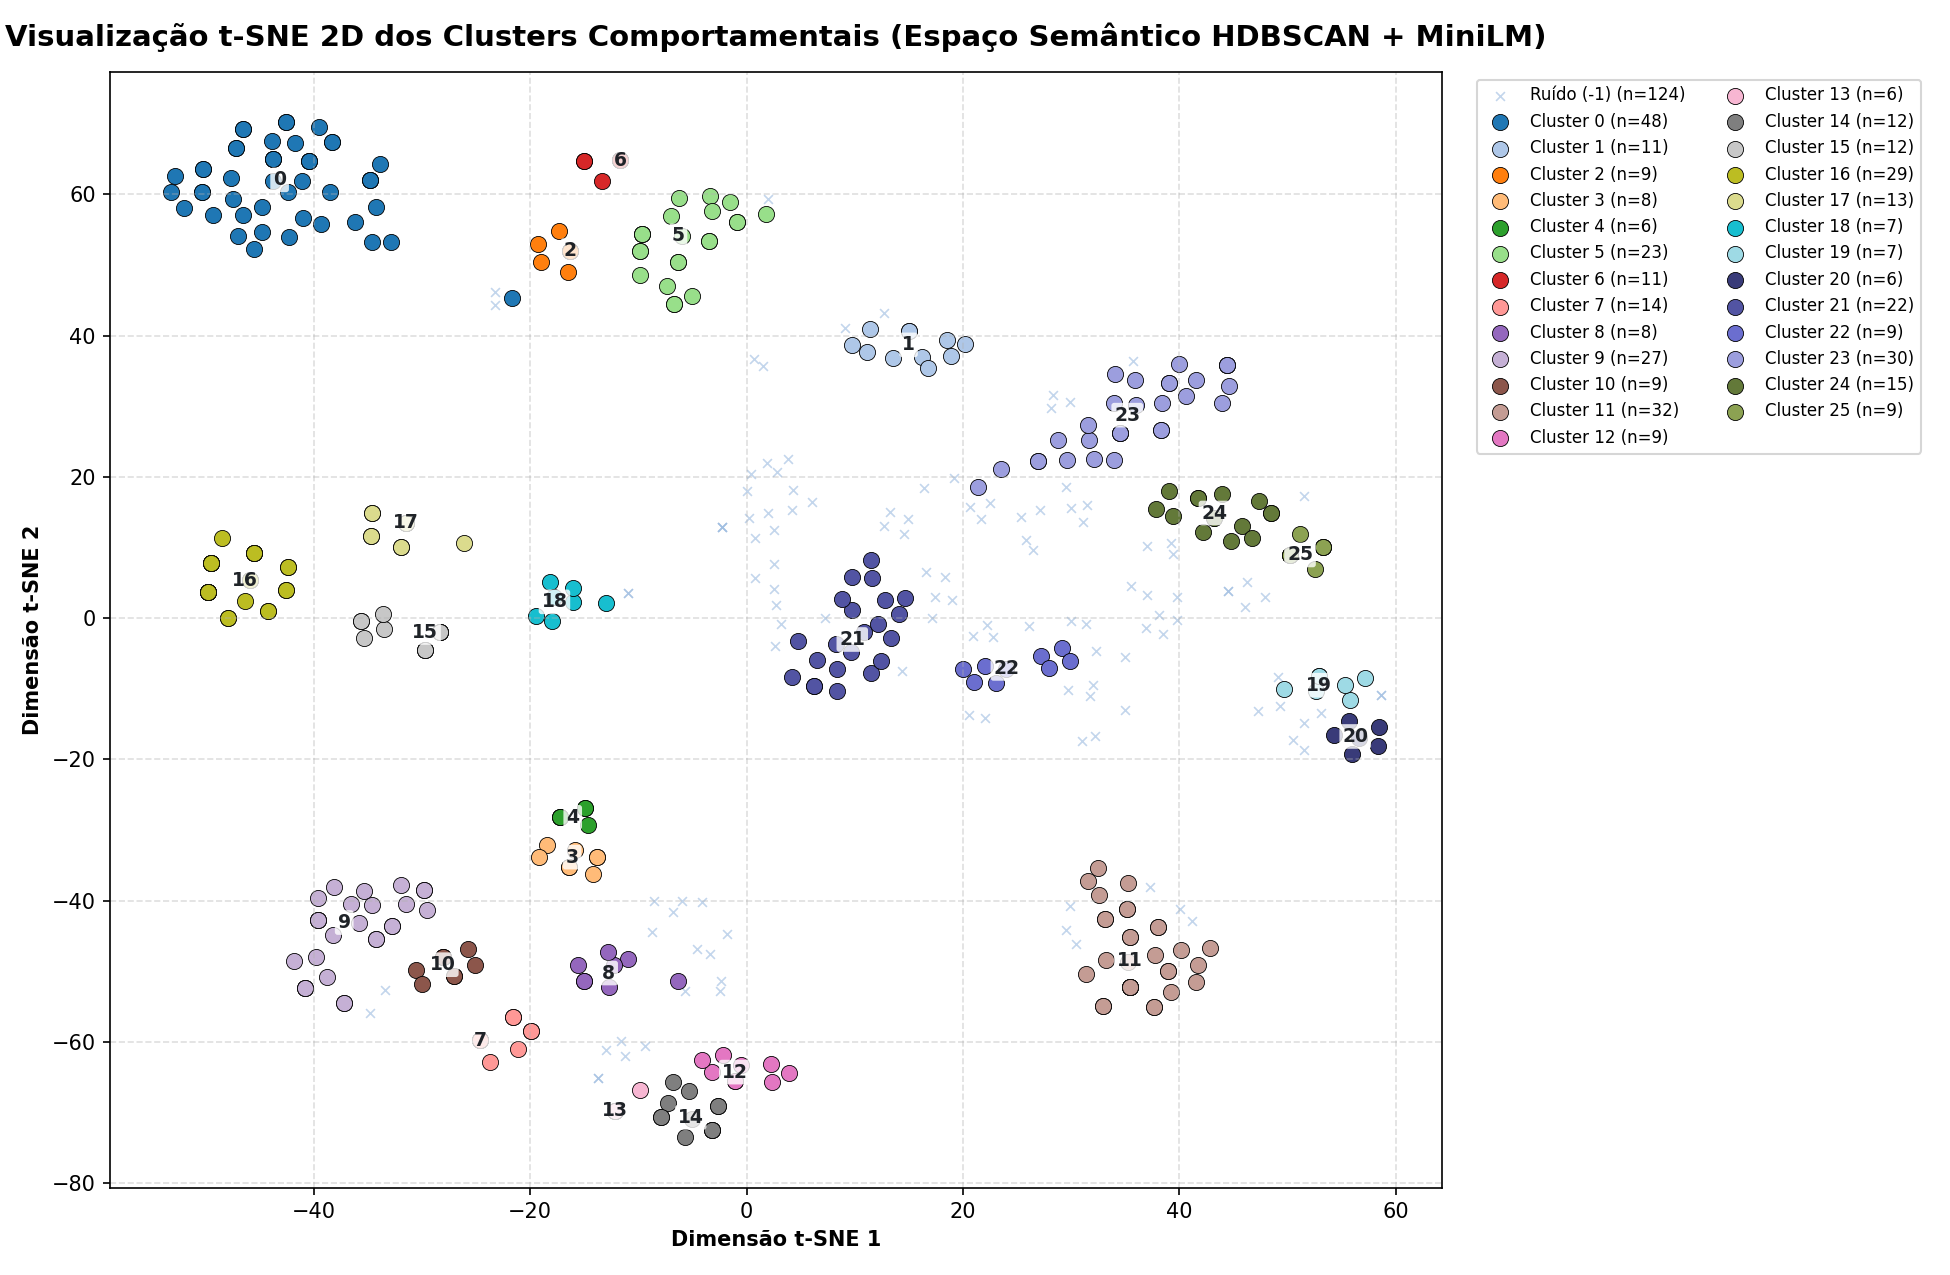 Visualização t-SNE 2D dos Clusters Comportamentais (Espaço Semântico HDBSCAN + MiniLM)
Ruído (-1) (n=124)
Cluster 0 (n=48)
Cluster 1 (n=11)
Cluster 2 (n=9)
Cluster 3 (n=8)
Cluster 4 (n=6)
Cluster 5 (n=23)
Cluster 6 (n=11)
Cluster 7 (n=14)
Cluster 8 (n=8)
Cluster 9 (n=27)
Cluster 10 (n=9)
Cluster 11 (n=32)
Cluster 12 (n=9)
Cluster 13 (n=6)
Cluster 14 (n=12)
Cluster 15 (n=12)
Cluster 16 (n=29)
Cluster 17 (n=13)
Cluster 18 (n=7)
Cluster 19 (n=7)
Cluster 20 (n=6)
Cluster 21 (n=22)
Cluster 22 (n=9)
Cluster 23 (n=30)
Cluster 24 (n=15)
Cluster 25 (n=9)
Dimensão t-SNE 2
60
40
20
0
−20
−40
−60
−80
6
0
5
2
1
23
24
17
25
16
18
15
21
22
19
20
4
3
9
10
8
11
7
12
13
14
−40
−20
0
20
40
60
Dimensão t-SNE 1